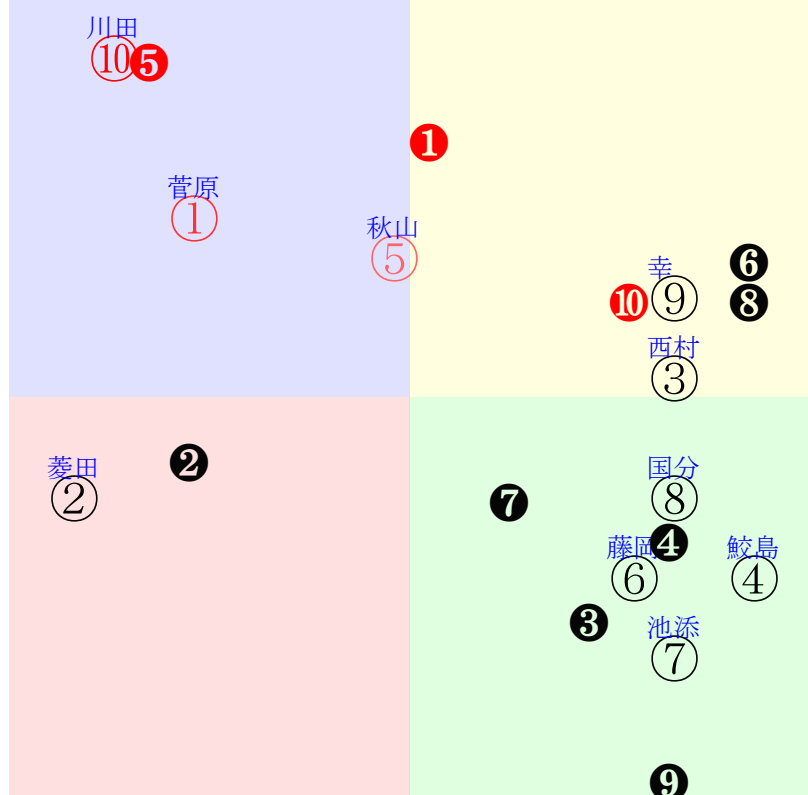 川田
⑩❺
❶
菅原
①
秋山
⑤
幸
❻
❿⑨❽
西村
③
菱田
②
❷
国分
⑧
❼
藤岡❹
鮫島
⑥
④
❸
池添
⑦
❾